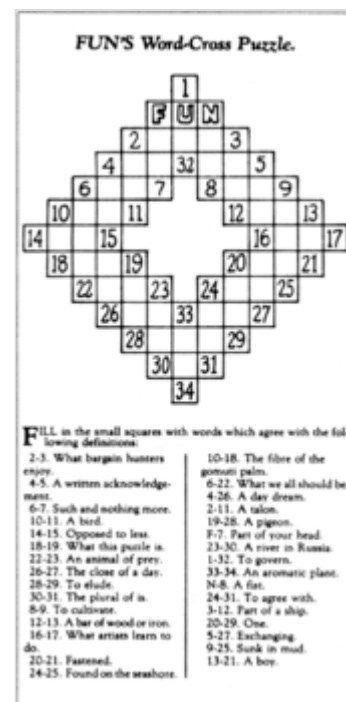 FUN'S Word-Cross Puzzle.
1
F U N
2 3
4 32 5
6 7 8 9
10 11 12 13
14 15 16 17
18 19 20 21
22 23 24 25
26 33 27
28 29
30 31
34
FILL in the small squares with words which agree with the fol-
lowing definitions:
2-3. What bargain hunters
enjoy.
4-5. A written acknowledge-
ment.
6-7. Such and nothing more.
10-11. A bird.
14-15. Opposed to less.
18-19. What this puzzle is.
22-23. An animal of prey.
26-27. The close of a day.
28-29. To elude.
30-31. The plural of is.
8-9. To cultivate.
12-13. A bar of wood or iron.
16-17. What artists learn to
do.
20-21. Fastened.
24-25. Found on the seashore.
10-18. The fibre of the
gomuti palm.
6-22. What we all should be.
4-26. A day dream.
2-11. A talon.
19-28. A pigeon.
F-7. Part of your head.
23-30. A river in Russia.
1-32. To govern.
33-34. An aromatic plant.
N-8. A fist.
24-31. To agree with.
3-12. Part of a ship.
20-29. One.
5-27. Exchanging.
9-25. Sunk in mud.
13-21. A boy.